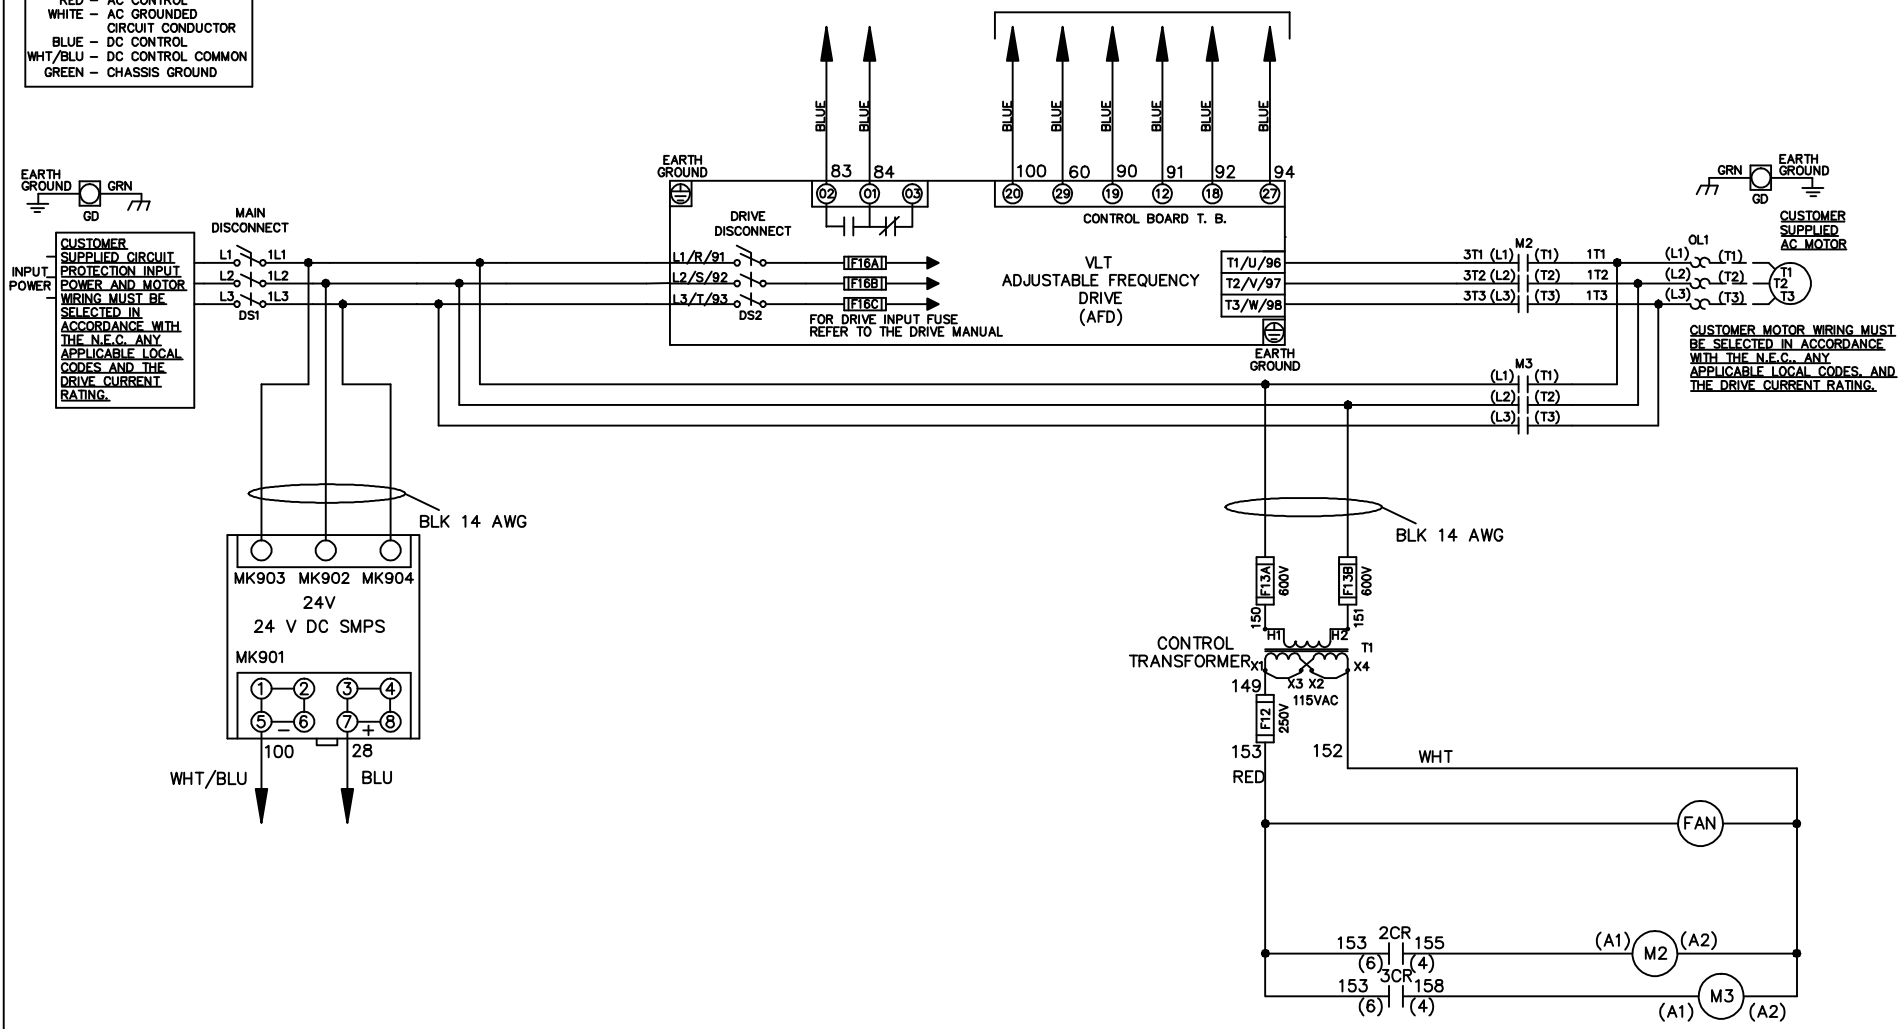 RED – AC CONTROL
WHITE – AC GROUNDED
CIRCUIT CONDUCTOR
BLUE – DC CONTROL
WHT/BLU – DC CONTROL COMMON
GREEN – CHASSIS GROUND
BLUE
BLUE
BLUE
BLUE
BLUE
BLUE
BLUE
BLUE
EARTH
GROUND
GRN
GD
MAIN
DISCONNECT
CUSTOMER
SUPPLIED CIRCUIT
PROTECTION INPUT
POWER AND MOTOR
WIRING MUST BE
SELECTED IN
ACCORDANCE WITH
THE N.E.C. ANY
APPLICABLE LOCAL
CODES AND THE
DRIVE CURRENT
RATING.
INPUT
POWER
L1 1L1
L2 1L2
L3 1L3
DS1
EARTH
GROUND
83 84
02 01 03
100 60 90 91 92 94
20 29 19 12 18 27
CONTROL BOARD T. B.
DRIVE
DISCONNECT
L1/R/91
L2/S/92
L3/T/93
DS2
F16A
F16B
F16C
FOR DRIVE INPUT FUSE
REFER TO THE DRIVE MANUAL
VLT
ADJUSTABLE FREQUENCY
DRIVE
(AFD)
T1/U/96
T2/V/97
T3/W/98
EARTH
GROUND
M2
3T1 (L1) (T1) 1T1
3T2 (L2) (T2) 1T2
3T3 (L3) (T3) 1T3
OL1
(L1) (T1)
(L2) (T2)
(L3) (T3)
T1
T2
T3
GRN
EARTH
GROUND
GD
CUSTOMER
SUPPLIED
AC MOTOR
CUSTOMER MOTOR WIRING MUST
BE SELECTED IN ACCORDANCE
WITH THE N.E.C., ANY
APPLICABLE LOCAL CODES, AND
THE DRIVE CURRENT RATING.
M3
(L1) (T1)
(L2) (T2)
(L3) (T3)
BLK 14 AWG
MK903 MK902 MK904
24V
24 V DC SMPS
MK901
1 2 3 4
5 6 7 8
– +
100 28
WHT/BLU BLU
BLK 14 AWG
F13A 600V
F13B 600V
150 151
H1 H2
T1
CONTROL
TRANSFORMER
X1 X4
X3 X2
115VAC
149
F12 250V
153 152
RED
WHT
FAN
2CR
153 155
(6) (4)
(A1) M2 (A2)
3CR
153 158
(6) (4)
(A1) M3 (A2)